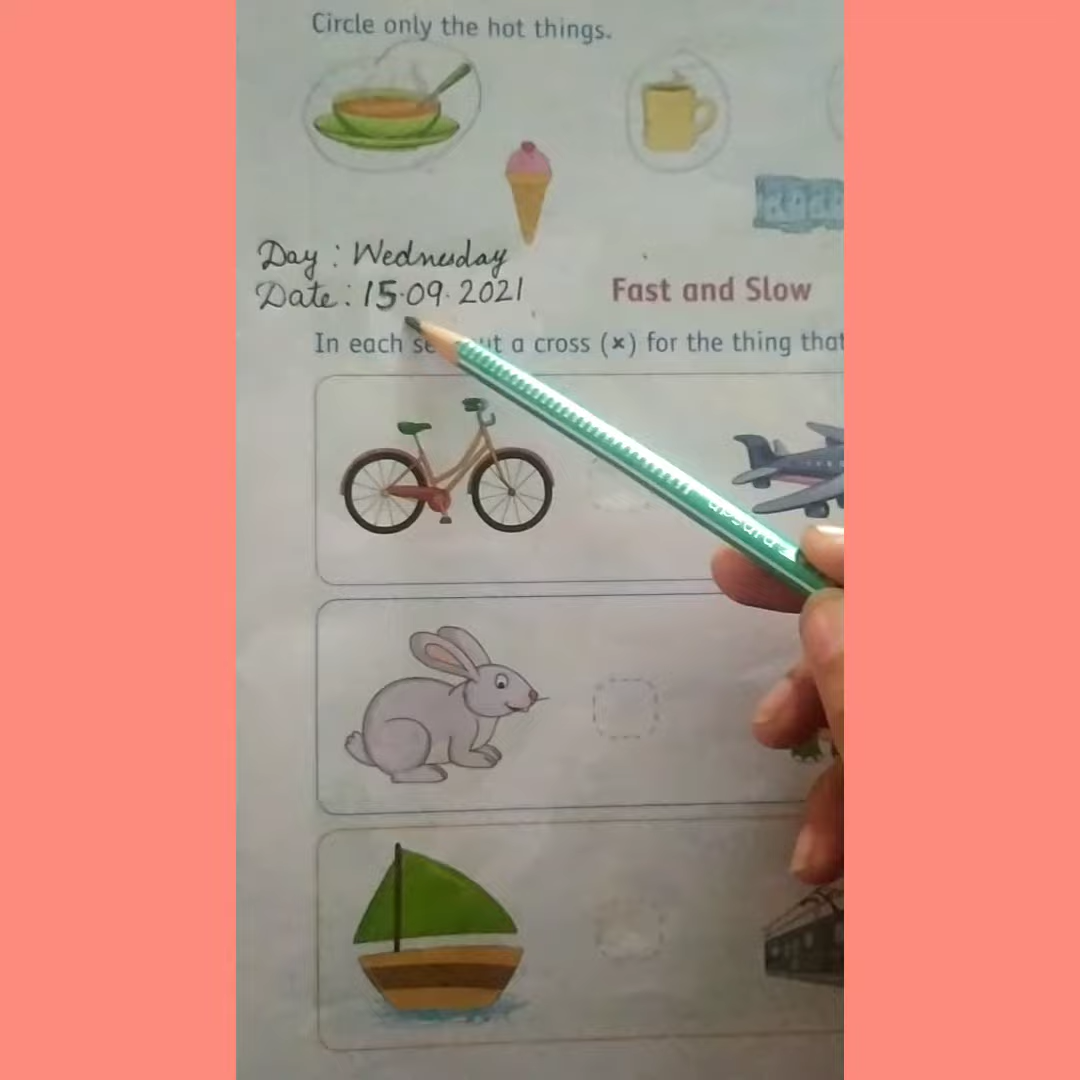 Circle only the hot things.
Day : Wednesday
Date : 15.09.2021
Fast and Slow
In each a cross (×) for the thing that
apsara